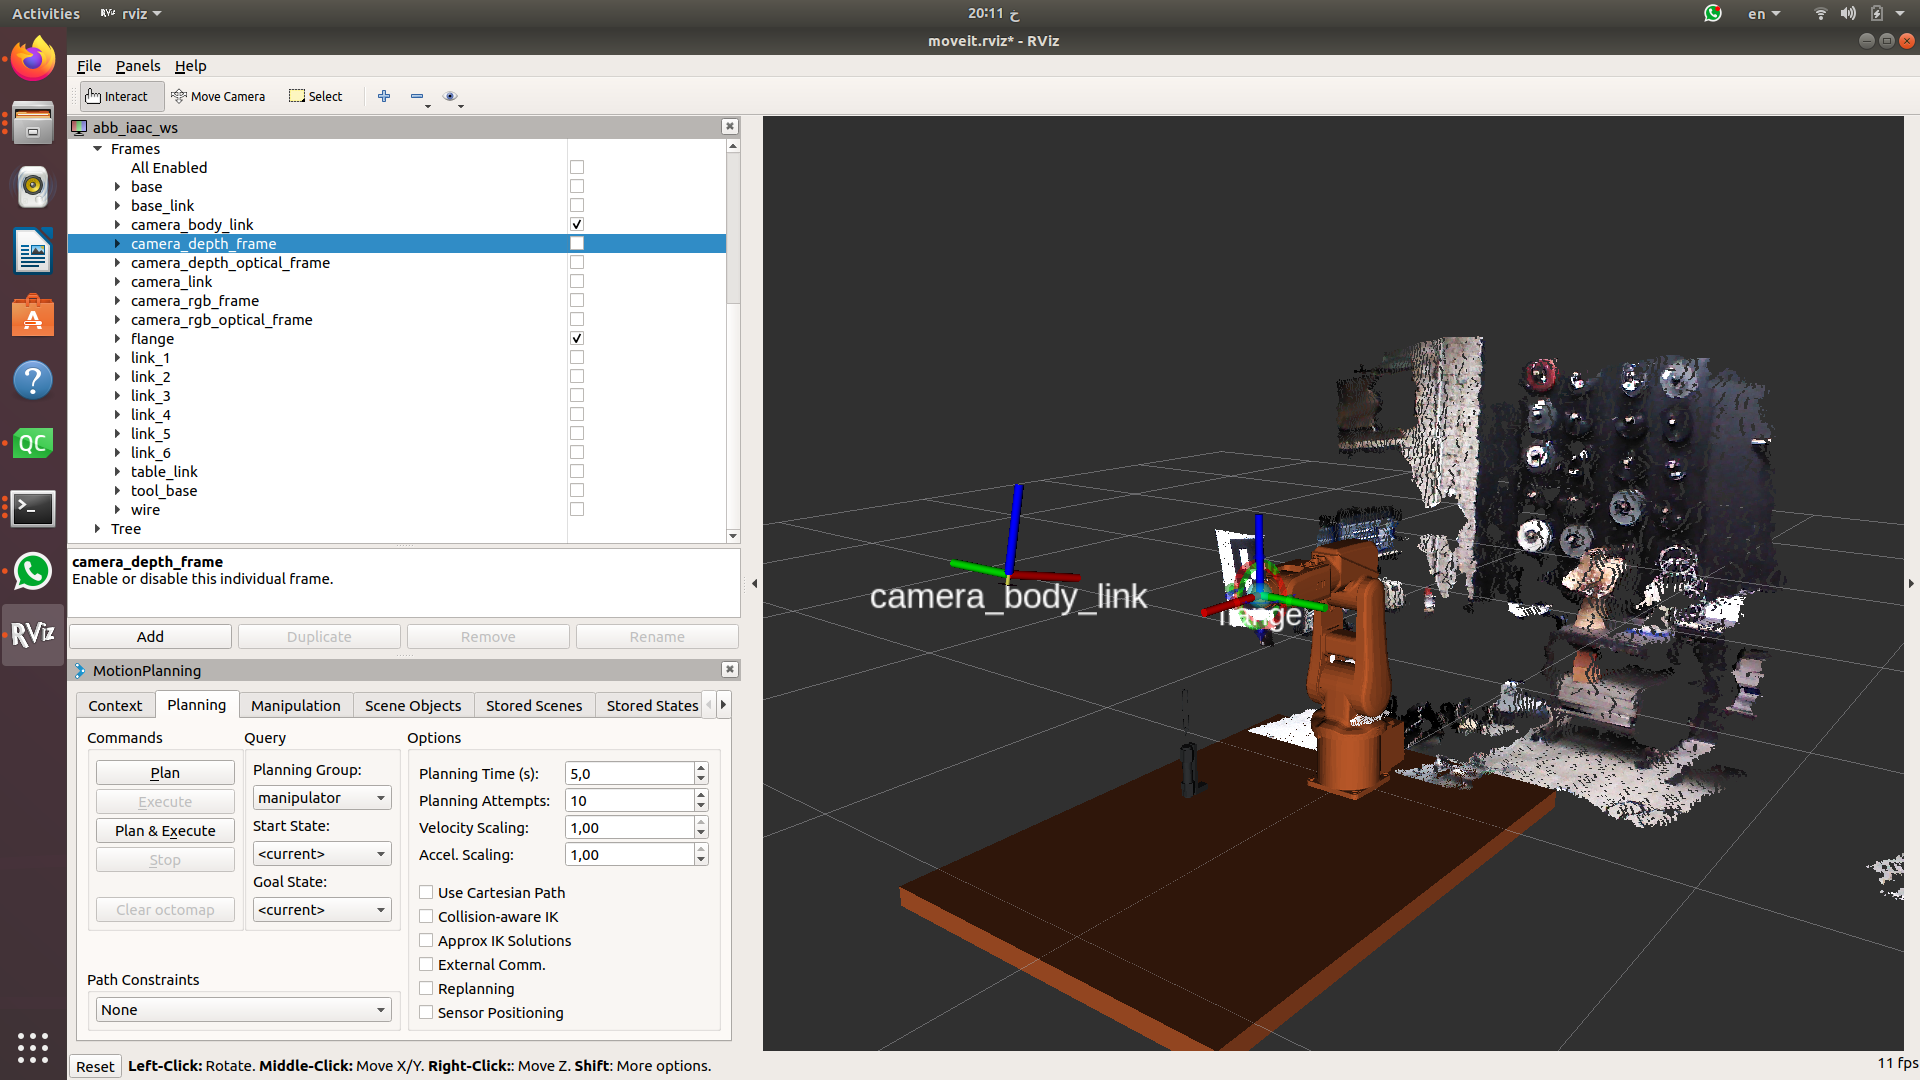 Activities
RViz rviz
20:11 خ
en
moveit.rviz* - RViz
File Panels Help
Interact Move Camera Select
abb_iaac_ws
Frames
All Enabled
base
base_link
camera_body_link
camera_depth_frame
camera_depth_optical_frame
camera_link
camera_rgb_frame
camera_rgb_optical_frame
flange
link_1
link_2
link_3
link_4
link_5
link_6
table_link
tool_base
wire
Tree
camera_depth_frame
Enable or disable this individual frame.
Add Duplicate Remove Rename
MotionPlanning
Context Planning Manipulation Scene Objects Stored Scenes Stored States
Commands Query Options
Plan
Execute
Plan & Execute
Stop
Clear octomap
Planning Group:
manipulator
Start State:
<current>
Goal State:
<current>
Planning Time (s): 5,0
Planning Attempts: 10
Velocity Scaling: 1,00
Accel. Scaling: 1,00
Use Cartesian Path
Collision-aware IK
Approx IK Solutions
External Comm.
Replanning
Sensor Positioning
Path Constraints
None
Reset Left-Click: Rotate. Middle-Click: Move X/Y. Right-Click:: Move Z. Shift: More options.
11 fps
camera_body_link
flange
QC
RViz